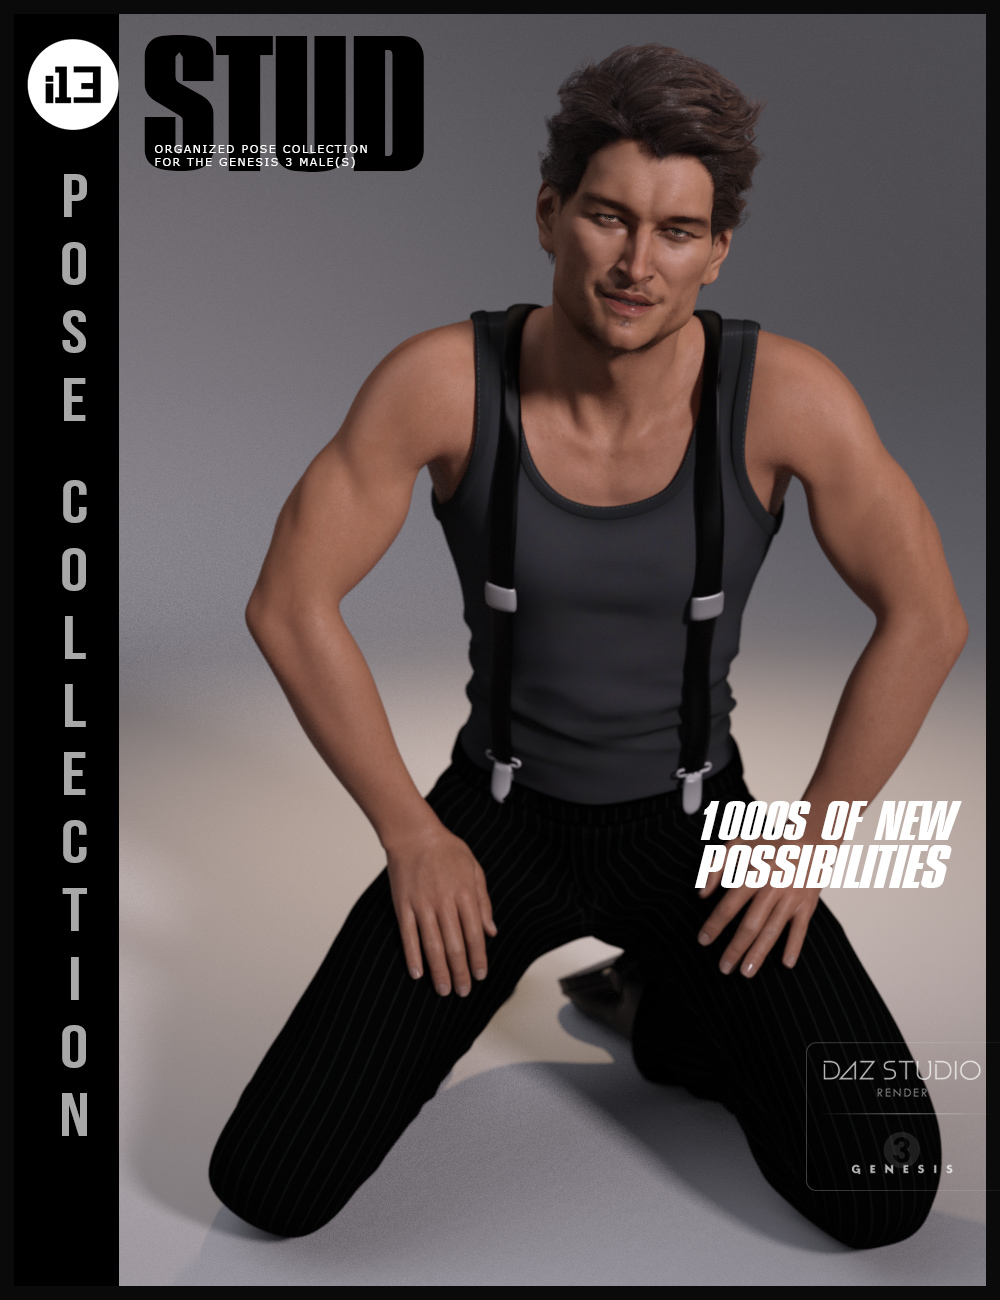 i13
STUD
ORGANIZED POSE COLLECTION
FOR THE GENESIS 3 MALE(S)
POSE COLLECTION
1000S OF NEW
POSSIBILITIES
DAZ STUDIO
RENDER
3
GENESIS